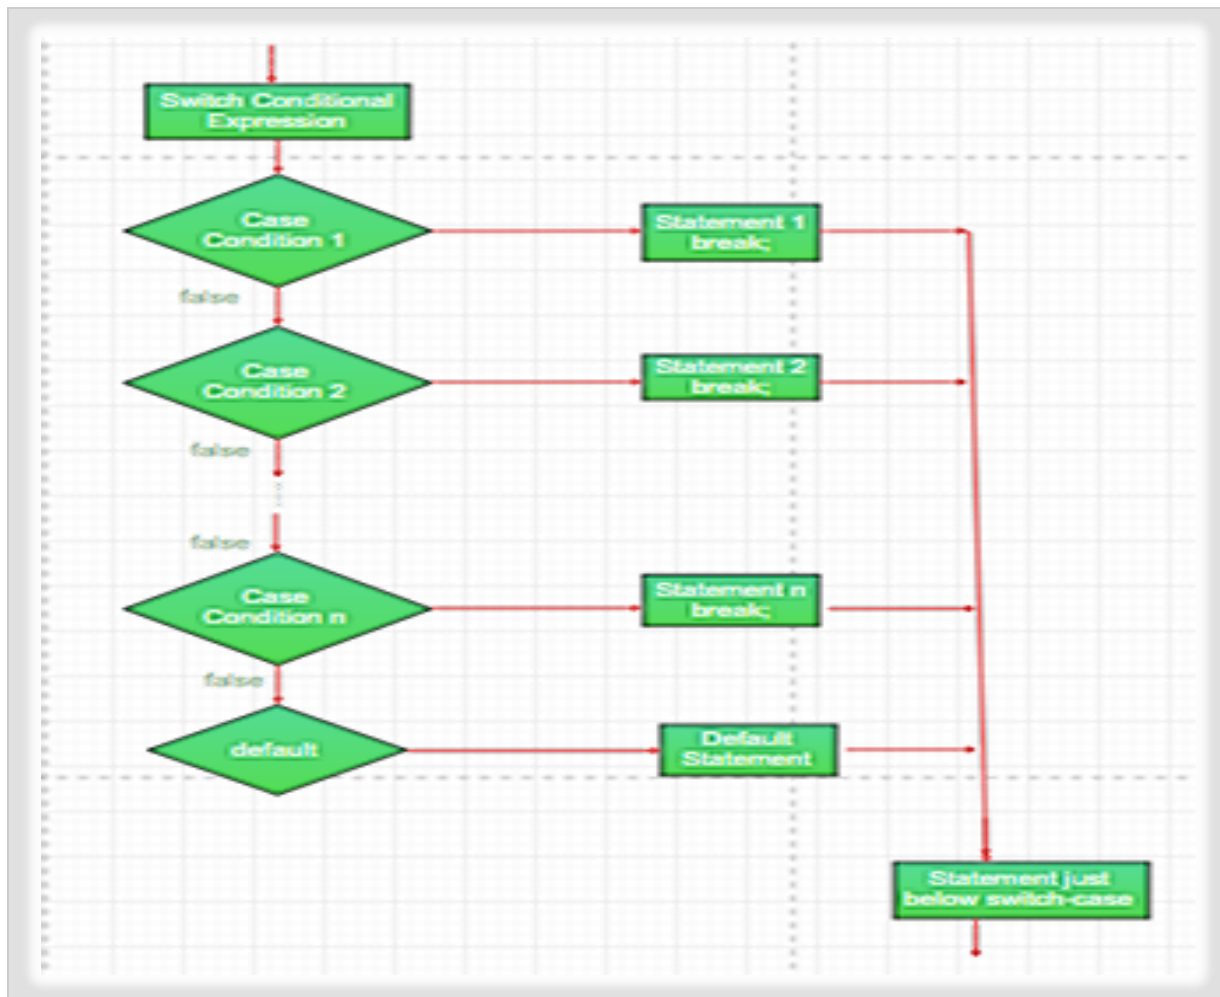 Switch Conditional
Expression
Case
Condition 1
Statement 1
break;
false
Case
Condition 2
Statement 2
break;
false
false
Case
Condition n
Statement n
break;
false
default
Default
Statement
Statement just
below switch-case